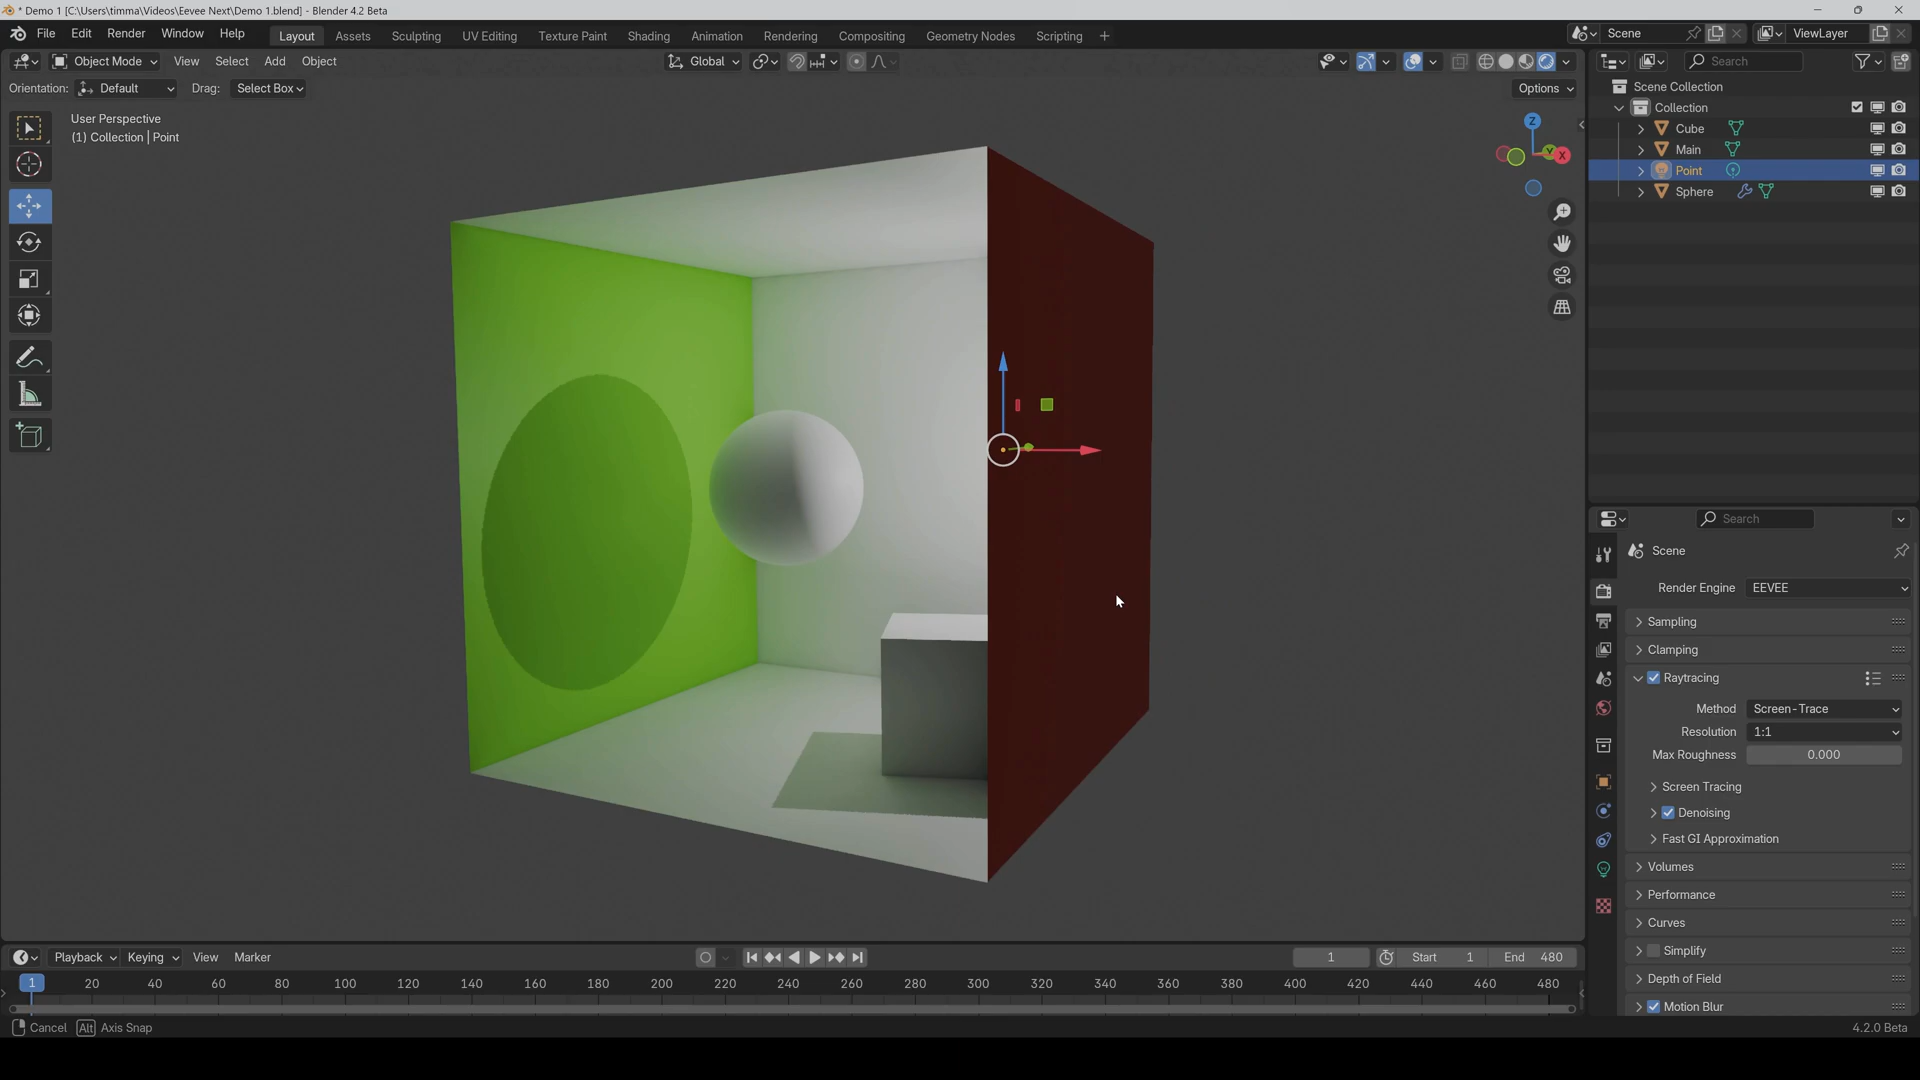 * Demo 1 [C:\Users\timma\Videos\Eevee Next\Demo 1.blend] - Blender 4.2 Beta
File Edit Render Window Help Layout Assets Sculpting UV Editing Texture Paint Shading Animation Rendering Compositing Geometry Nodes Scripting + Scene ViewLayer
Object Mode View Select Add Object Global Search
Orientation: Default Drag: Select Box Options
Scene Collection
Collection
Cube
Main
Point
Sphere
User Perspective
(1) Collection | Point
Z
Y
X
Search
Scene
Render Engine EEVEE
Sampling
Clamping
Raytracing
Method Screen-Trace
Resolution 1:1
Max Roughness 0.000
Screen Tracing
Denoising
Fast GI Approximation
Volumes
Performance
Curves
Simplify
Depth of Field
Motion Blur
Playback Keying View Marker 1 Start 1 End 480
1 20 40 60 80 100 120 140 160 180 200 220 240 260 280 300 320 340 360 380 400 420 440 460 480
Cancel Alt Axis Snap 4.2.0 Beta